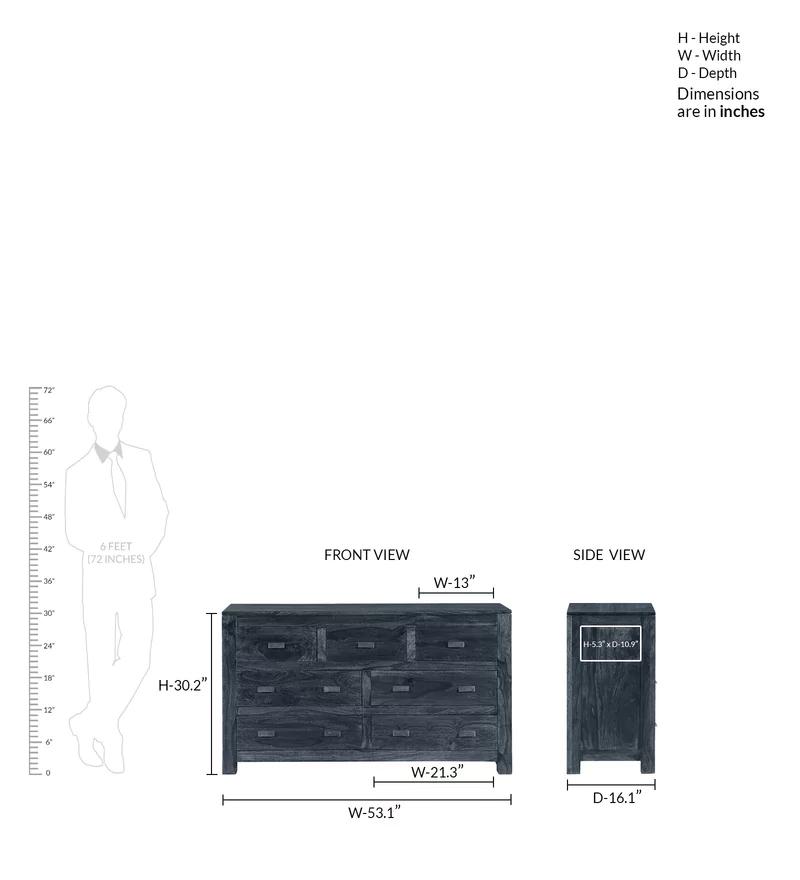 H - Height
W - Width
D - Depth
Dimensions
are in inches
72"
66"
60"
54"
48"
42"
36"
30"
24"
18"
12"
6"
0
6 FEET
(72 INCHES)
FRONT VIEW
SIDE VIEW
W-13”
H-5.3" x D-10.9"
H-30.2”
W-21.3”
W-53.1”
D-16.1”